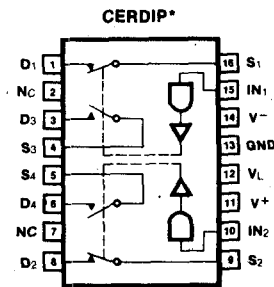 CERDIP*
D1 1 16 S1
NC 2 15 IN1
D3 3 14 V-
S3 4 13 GND
S4 5 12 VL
D4 6 11 V+
NC 7 10 IN2
D2 8 9 S2